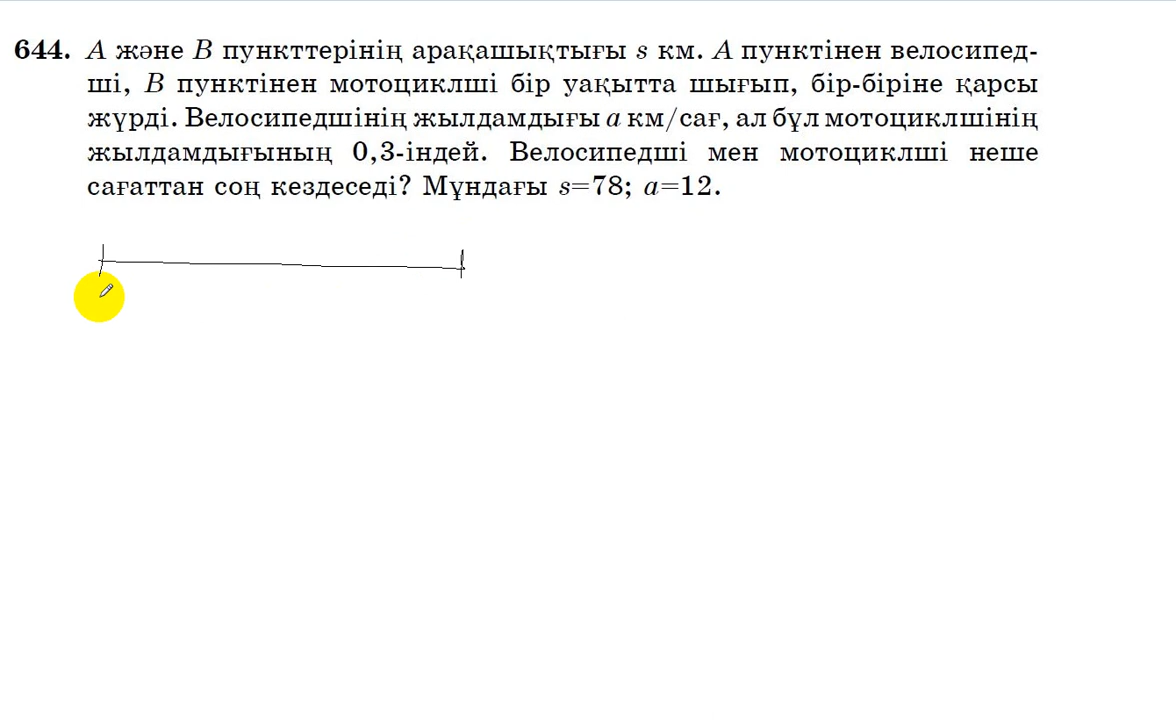 644. A және B пункттерінің арақашықтығы s км. A пунктінен велосипед-
ші, B пунктінен мотоциклші бір уақытта шығып, бір-біріне қарсы
жүрді. Велосипедшінің жылдамдығы a км/сағ, ал бұл мотоциклшінің
жылдамдығының 0,3-індей. Велосипедші мен мотоциклші неше
сағаттан соң кездеседі? Мұндағы s=78; a=12.